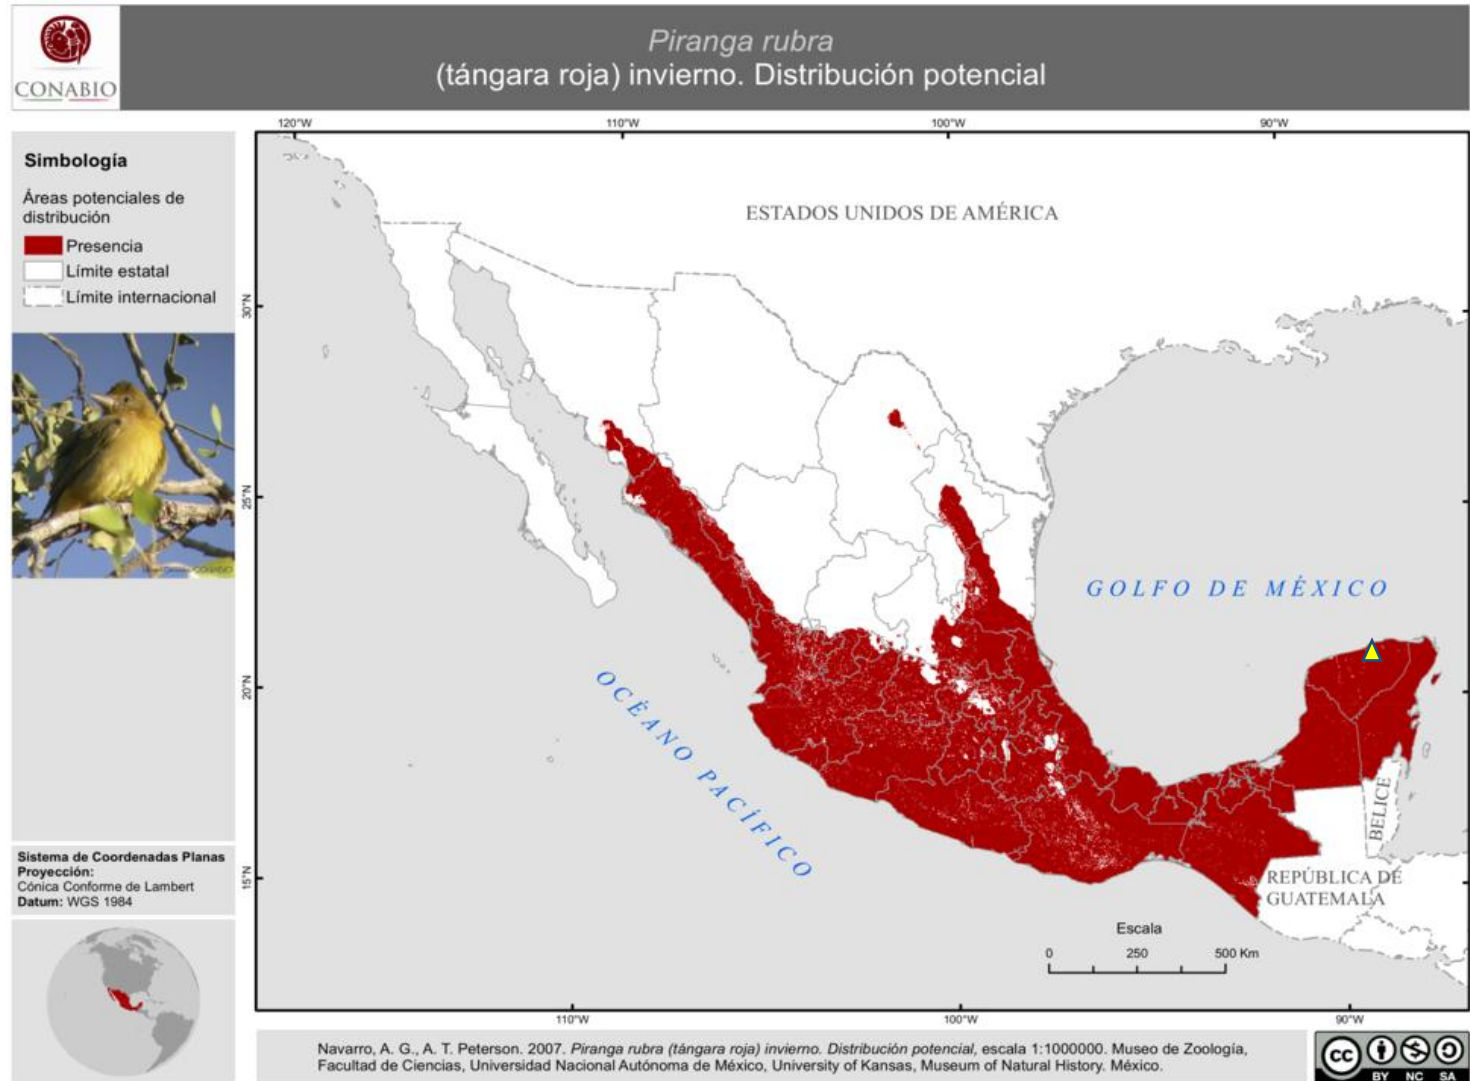 CONABIO
Piranga rubra
(tángara roja) invierno. Distribución potencial
Simbología
Áreas potenciales de
distribución
Presencia
Límite estatal
Límite internacional
120°W
110°W
100°W
90°W
30°N
25°N
20°N
15°N
ESTADOS UNIDOS DE AMÉRICA
GOLFO DE MÉXICO
OCÉANO PACÍFICO
BELICE
REPÚBLICA DE
GUATEMALA
Escala
0 250 500 Km
110°W
100°W
90°W
Sistema de Coordenadas Planas
Proyección:
Cónica Conforme de Lambert
Datum: WGS 1984
Navarro, A. G., A. T. Peterson. 2007. Piranga rubra (tángara roja) invierno. Distribución potencial, escala 1:1000000. Museo de Zoología,
Facultad de Ciencias, Universidad Nacional Autónoma de México, University of Kansas, Museum of Natural History. México.
cc
BY NC SA